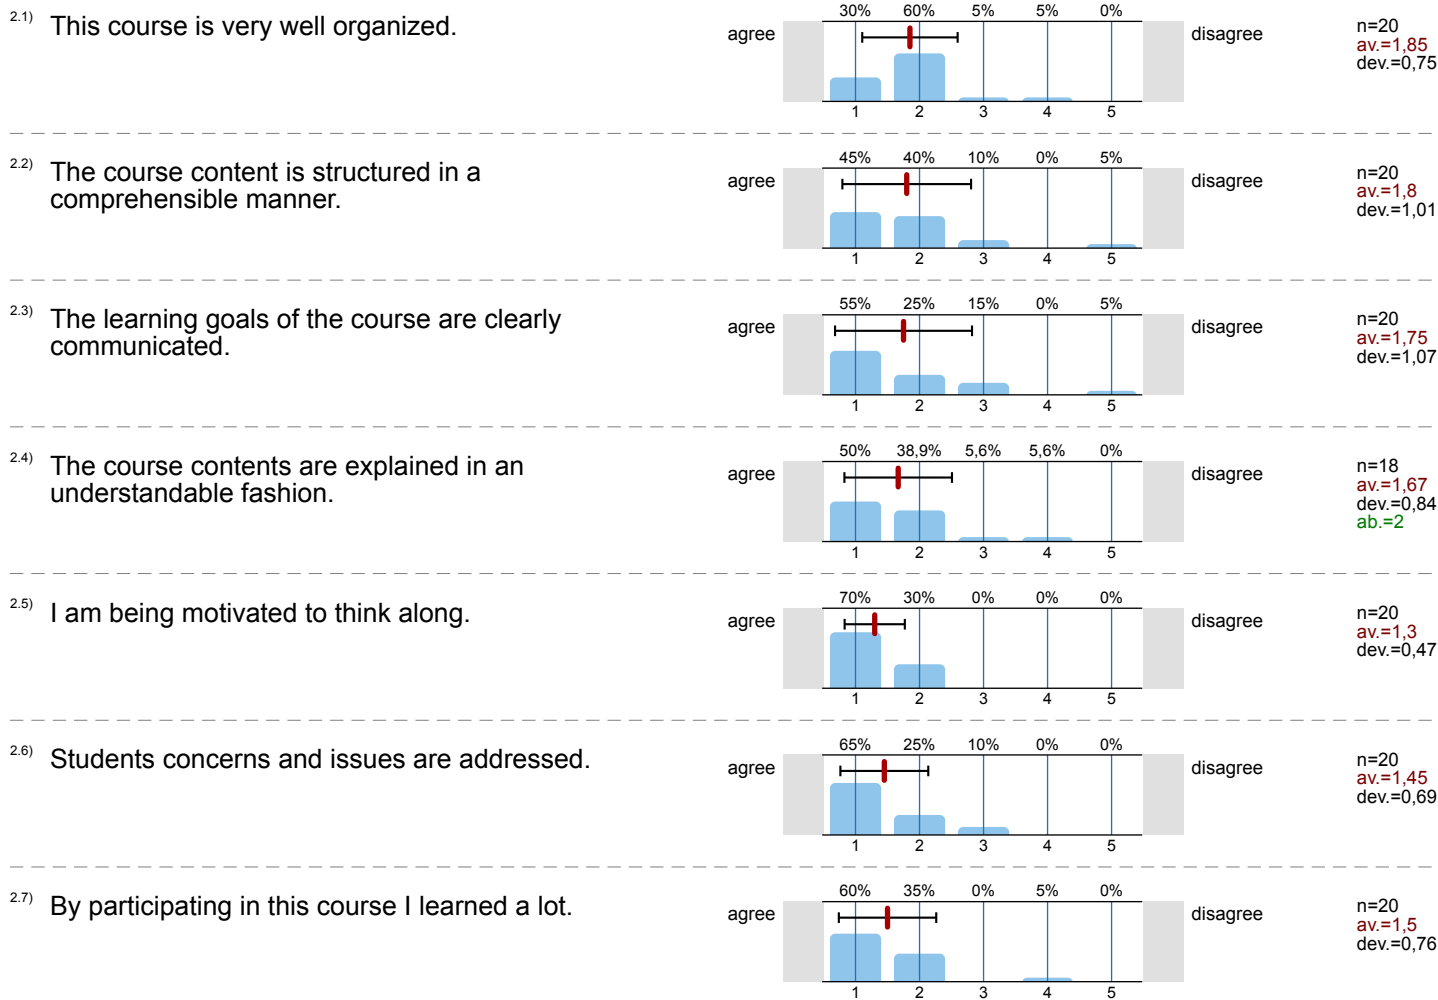 2.1) This course is very well organized.
30% 60% 5% 5% 0%
agree disagree
n=20
av.=1,85
dev.=0,75
1 2 3 4 5
2.2) The course content is structured in a
comprehensible manner.
45% 40% 10% 0% 5%
agree disagree
n=20
av.=1,8
dev.=1,01
1 2 3 4 5
2.3) The learning goals of the course are clearly
communicated.
55% 25% 15% 0% 5%
agree disagree
n=20
av.=1,75
dev.=1,07
1 2 3 4 5
2.4) The course contents are explained in an
understandable fashion.
50% 38,9% 5,6% 5,6% 0%
agree disagree
n=18
av.=1,67
dev.=0,84
ab.=2
1 2 3 4 5
2.5) I am being motivated to think along.
70% 30% 0% 0% 0%
agree disagree
n=20
av.=1,3
dev.=0,47
1 2 3 4 5
2.6) Students concerns and issues are addressed.
65% 25% 10% 0% 0%
agree disagree
n=20
av.=1,45
dev.=0,69
1 2 3 4 5
2.7) By participating in this course I learned a lot.
60% 35% 0% 5% 0%
agree disagree
n=20
av.=1,5
dev.=0,76
1 2 3 4 5